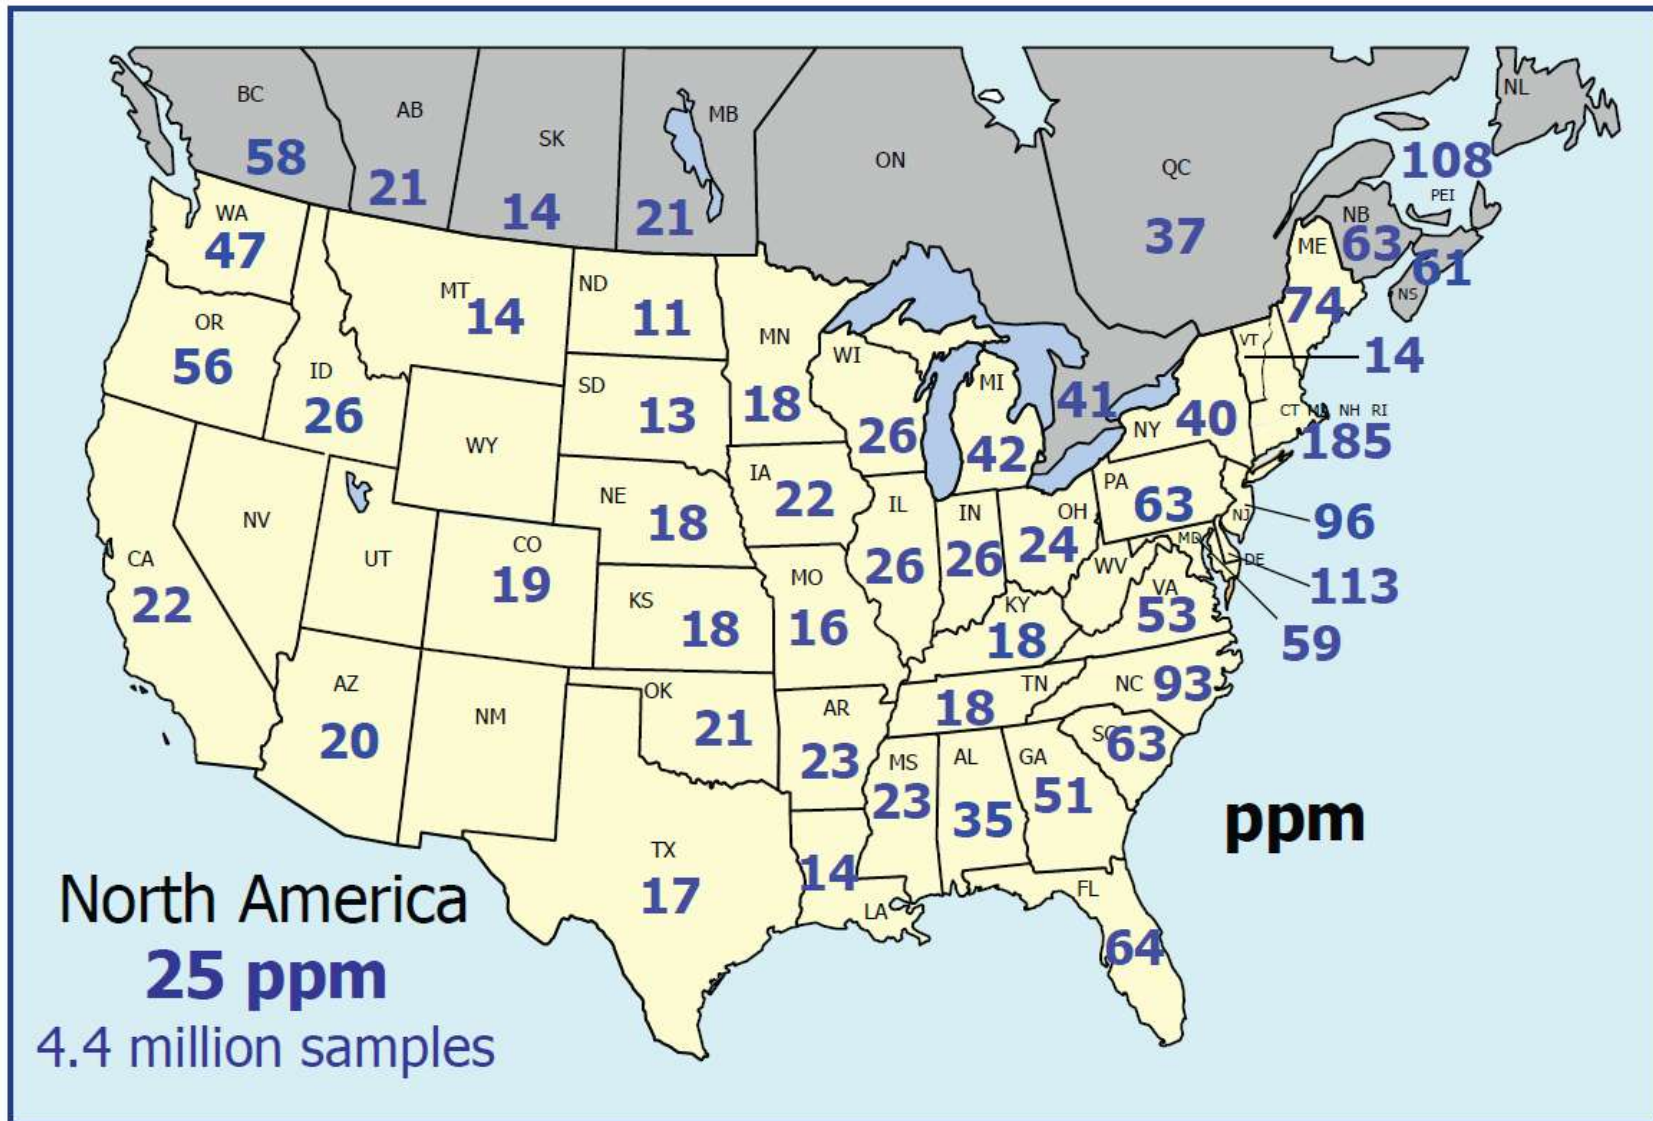 BC
58
AB
21
SK
14
MB
21
ON
41
QC
37
NL
108
PEI
NB
63
61
NS
ME
74
WA
47
OR
56
ID
26
MT
14
ND
11
SD
13
MN
18
WI
26
MI
42
NY
40
VT
14
CT MA NH RI
185
PA
63
NJ
96
MD
DE
113
59
WY
NE
18
IA
22
IL
26
IN
26
OH
24
WV
VA
53
CA
22
NV
UT
CO
19
KS
18
MO
16
KY
18
AZ
20
NM
OK
21
AR
23
TN
18
NC 93
SC
63
MS
23
AL
35
GA
51
TX
17
LA
14
FL
64
ppm
North America
25 ppm
4.4 million samples